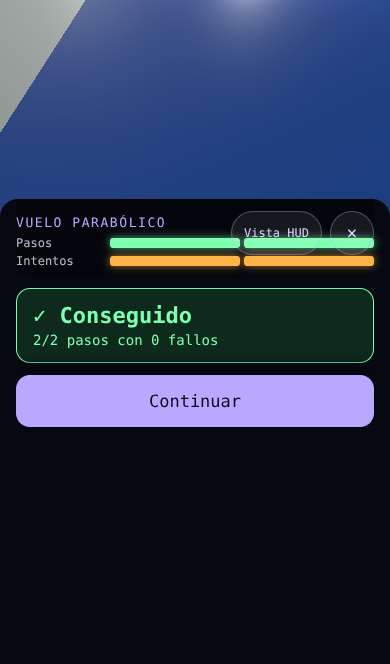 VUELO PARABÓLICO
Vista HUD
✕
Pasos
Intentos
✓ Conseguido
2/2 pasos con 0 fallos
Continuar